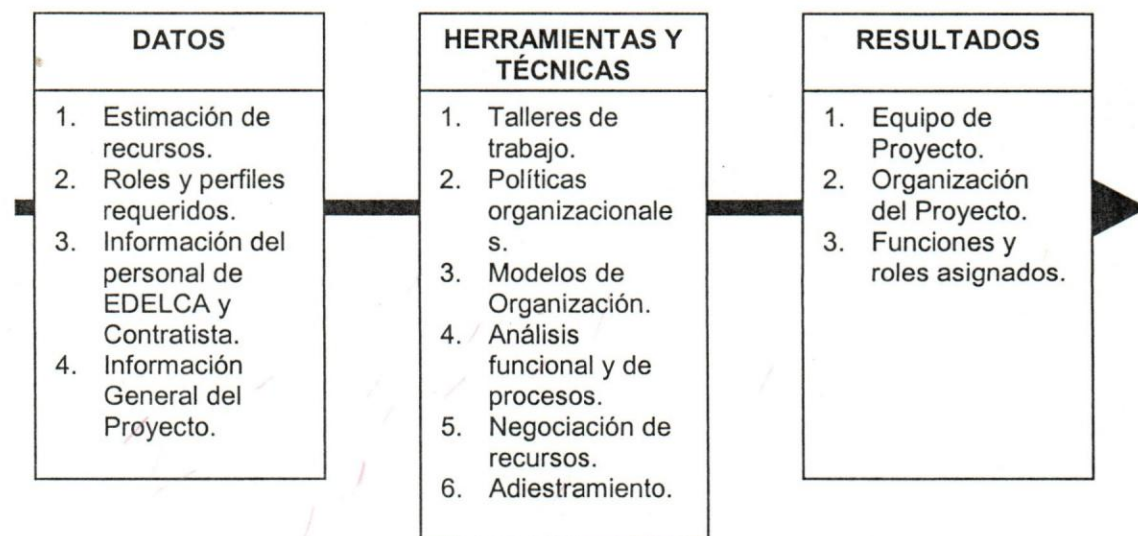 DATOS
1. Estimación de
recursos.
2. Roles y perfiles
requeridos.
3. Información del
personal de
EDELCA y
Contratista.
4. Información
General del
Proyecto.
HERRAMIENTAS Y
TÉCNICAS
1. Talleres de
trabajo.
2. Políticas
organizacionale
s.
3. Modelos de
Organización.
4. Análisis
funcional y de
procesos.
5. Negociación de
recursos.
6. Adiestramiento.
RESULTADOS
1. Equipo de
Proyecto.
2. Organización
del Proyecto.
3. Funciones y
roles asignados.